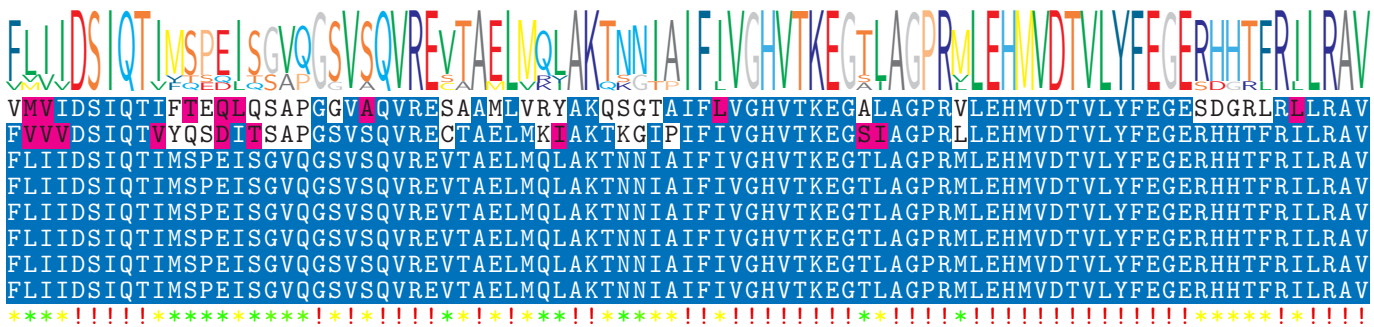 FLIIDSIQTIMSPEISGVQGSVSQVREVTAELMQLAKTNNIAIFIVGHVTKEGTLAGPRMLEHMVDTVLYFEGERHHTFRILRAV
VMVIDSIQTIFTEQLQSAPGGVAQVRESAAMLVRYAKQSGTAIFLVGHVTKEGALAGPRVLEHMVDTVLYFEGESDGRLRLLRAV
FVVVDSIQTVYQSDITSAPGSVSQVRECTAELMKIAKTKGIPIFIVGHVTKEGSIAGPRLLEHMVDTVLYFEGERHHTFRILRAV
FLIIDSIQTIMSPEISGVQGSVSQVREVTAELMQLAKTNNIAIFIVGHVTKEGTLAGPRMLEHMVDTVLYFEGERHHTFRILRAV
FLIIDSIQTIMSPEISGVQGSVSQVREVTAELMQLAKTNNIAIFIVGHVTKEGTLAGPRMLEHMVDTVLYFEGERHHTFRILRAV
FLIIDSIQTIMSPEISGVQGSVSQVREVTAELMQLAKTNNIAIFIVGHVTKEGTLAGPRMLEHMVDTVLYFEGERHHTFRILRAV
FLIIDSIQTIMSPEISGVQGSVSQVREVTAELMQLAKTNNIAIFIVGHVTKEGTLAGPRMLEHMVDTVLYFEGERHHTFRILRAV
FLIIDSIQTIMSPEISGVQGSVSQVREVTAELMQLAKTNNIAIFIVGHVTKEGTLAGPRMLEHMVDTVLYFEGERHHTFRILRAV
FLIIDSIQTIMSPEISGVQGSVSQVREVTAELMQLAKTNNIAIFIVGHVTKEGTLAGPRMLEHMVDTVLYFEGERHHTFRILRAV
****!!!!!**********!*!*!!!!**!*!***!!*****!!*!!!!!!!!**!!!!*!!!!!!!!!!!!!!*****!*!!!!